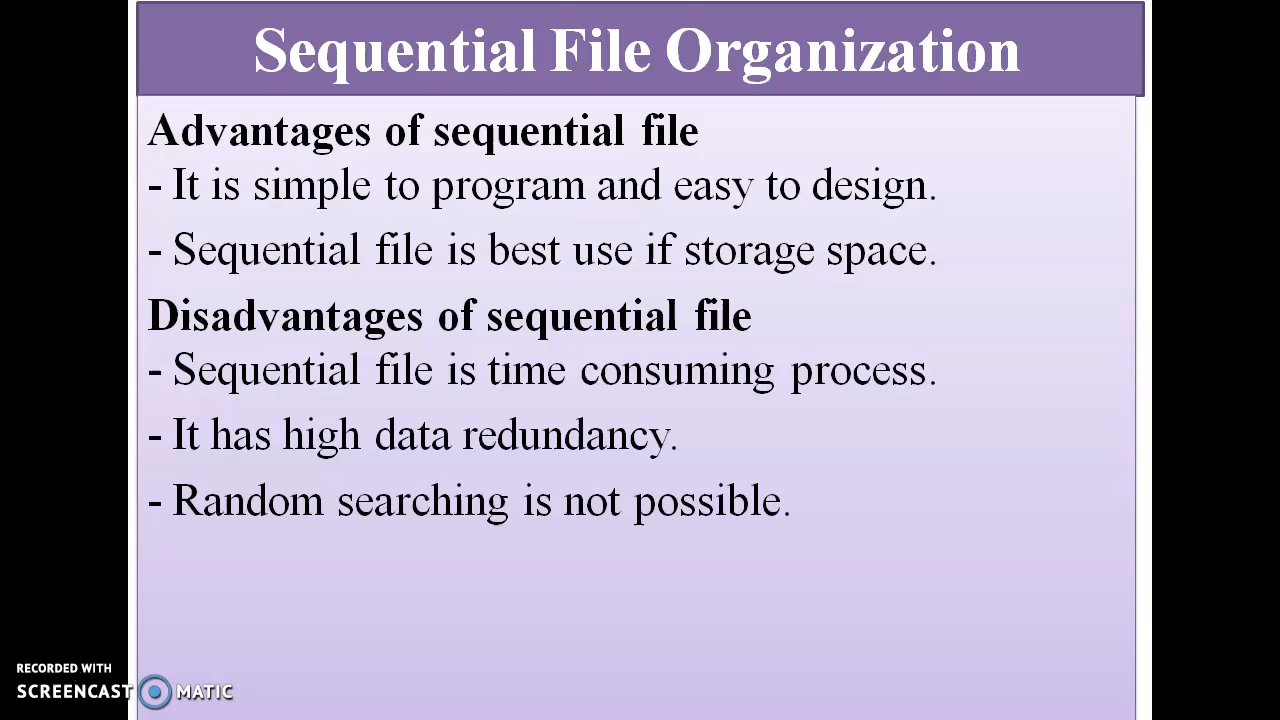 Sequential File Organization
Advantages of sequential file
- It is simple to program and easy to design.
- Sequential file is best use if storage space.
Disadvantages of sequential file
- Sequential file is time consuming process.
- It has high data redundancy.
- Random searching is not possible.
RECORDED WITH
SCREENCAST MATIC